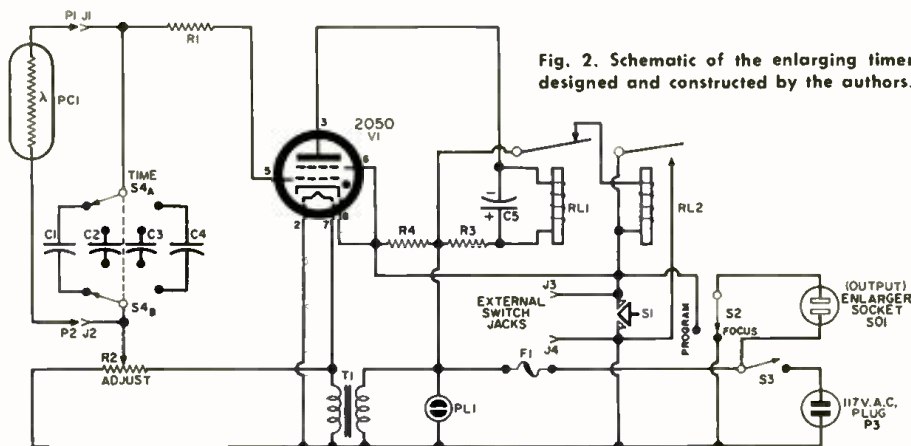 Fig. 2. Schematic of the enlarging timer
designed and constructed by the authors.
P1 J1
R1
PC1
λ
3
2050
V1
6
5
2
7
8
TIME
S4A
C1
C2
C3
C4
S4B
P2 J2
R2
ADJUST
T1
R4
R3
C5
-
+
RL1
RL2
EXTERNAL
SWITCH
JACKS
J3
J4
S1
PROGRAM
S2
FOCUS
(OUTPUT)
ENLARGER
SOCKET
SO1
F1
S3
PL1
117V. A.C.
PLUG
P3